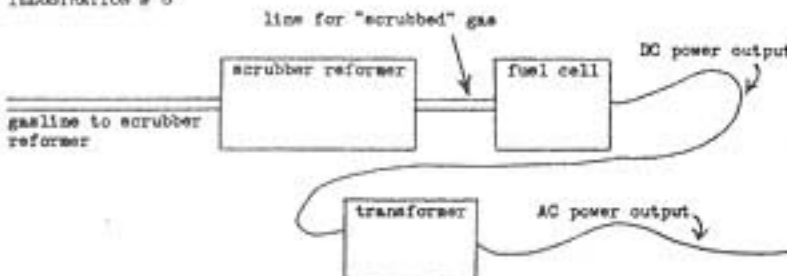 line for "scrubbed" gas
DC power output
scrubber reformer
fuel cell
gasline to scrubber
reformer
transformer
AC power output